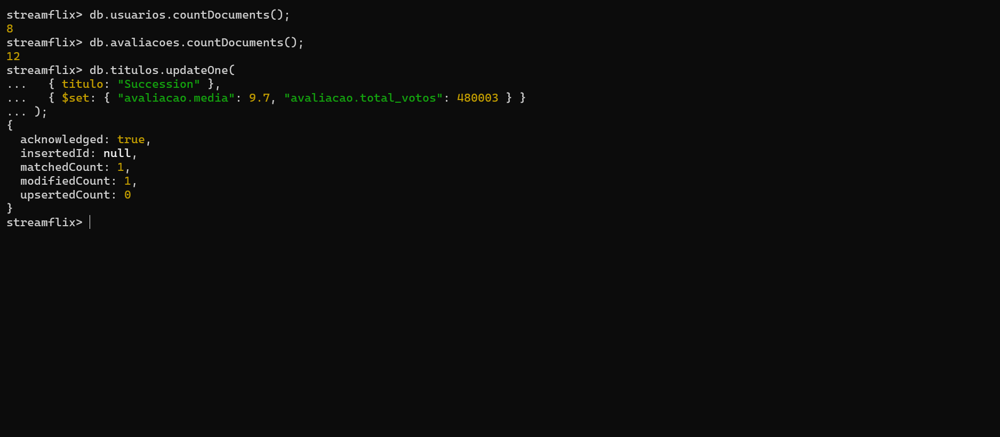 streamflix> db.usuarios.countDocuments();
8
streamflix> db.avaliacoes.countDocuments();
12
streamflix> db.titulos.updateOne(
...   { titulo: "Succession" },
...   { $set: { "avaliacao.media": 9.7, "avaliacao.total_votos": 480003 } }
... );
{
  acknowledged: true,
  insertedId: null,
  matchedCount: 1,
  modifiedCount: 1,
  upsertedCount: 0
}
streamflix>